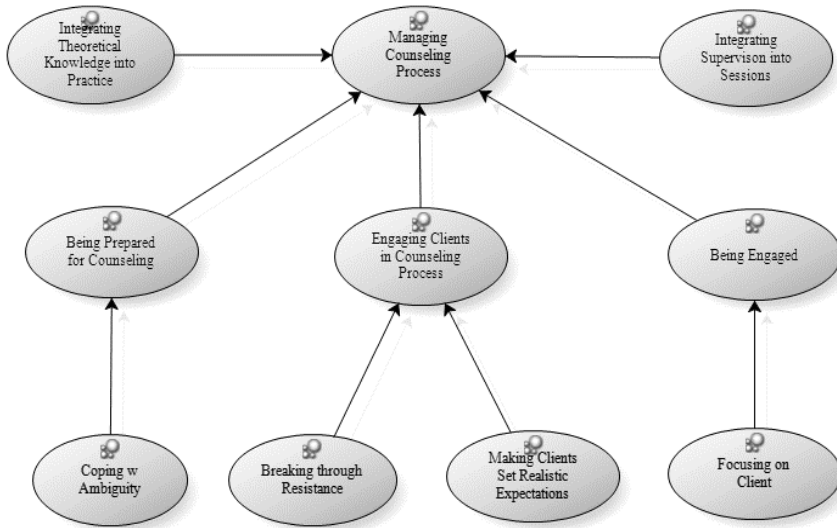 Integrating
Theoretical
Knowledge into
Practice
Managing
Counseling
Process
Integrating
Supervison into
Sessions
Being Prepared
for Counseling
Engaging Clients
in Counseling
Process
Being Engaged
Coping w
Ambiguity
Breaking through
Resistance
Making Clients
Set Realistic
Expectations
Focusing on
Client